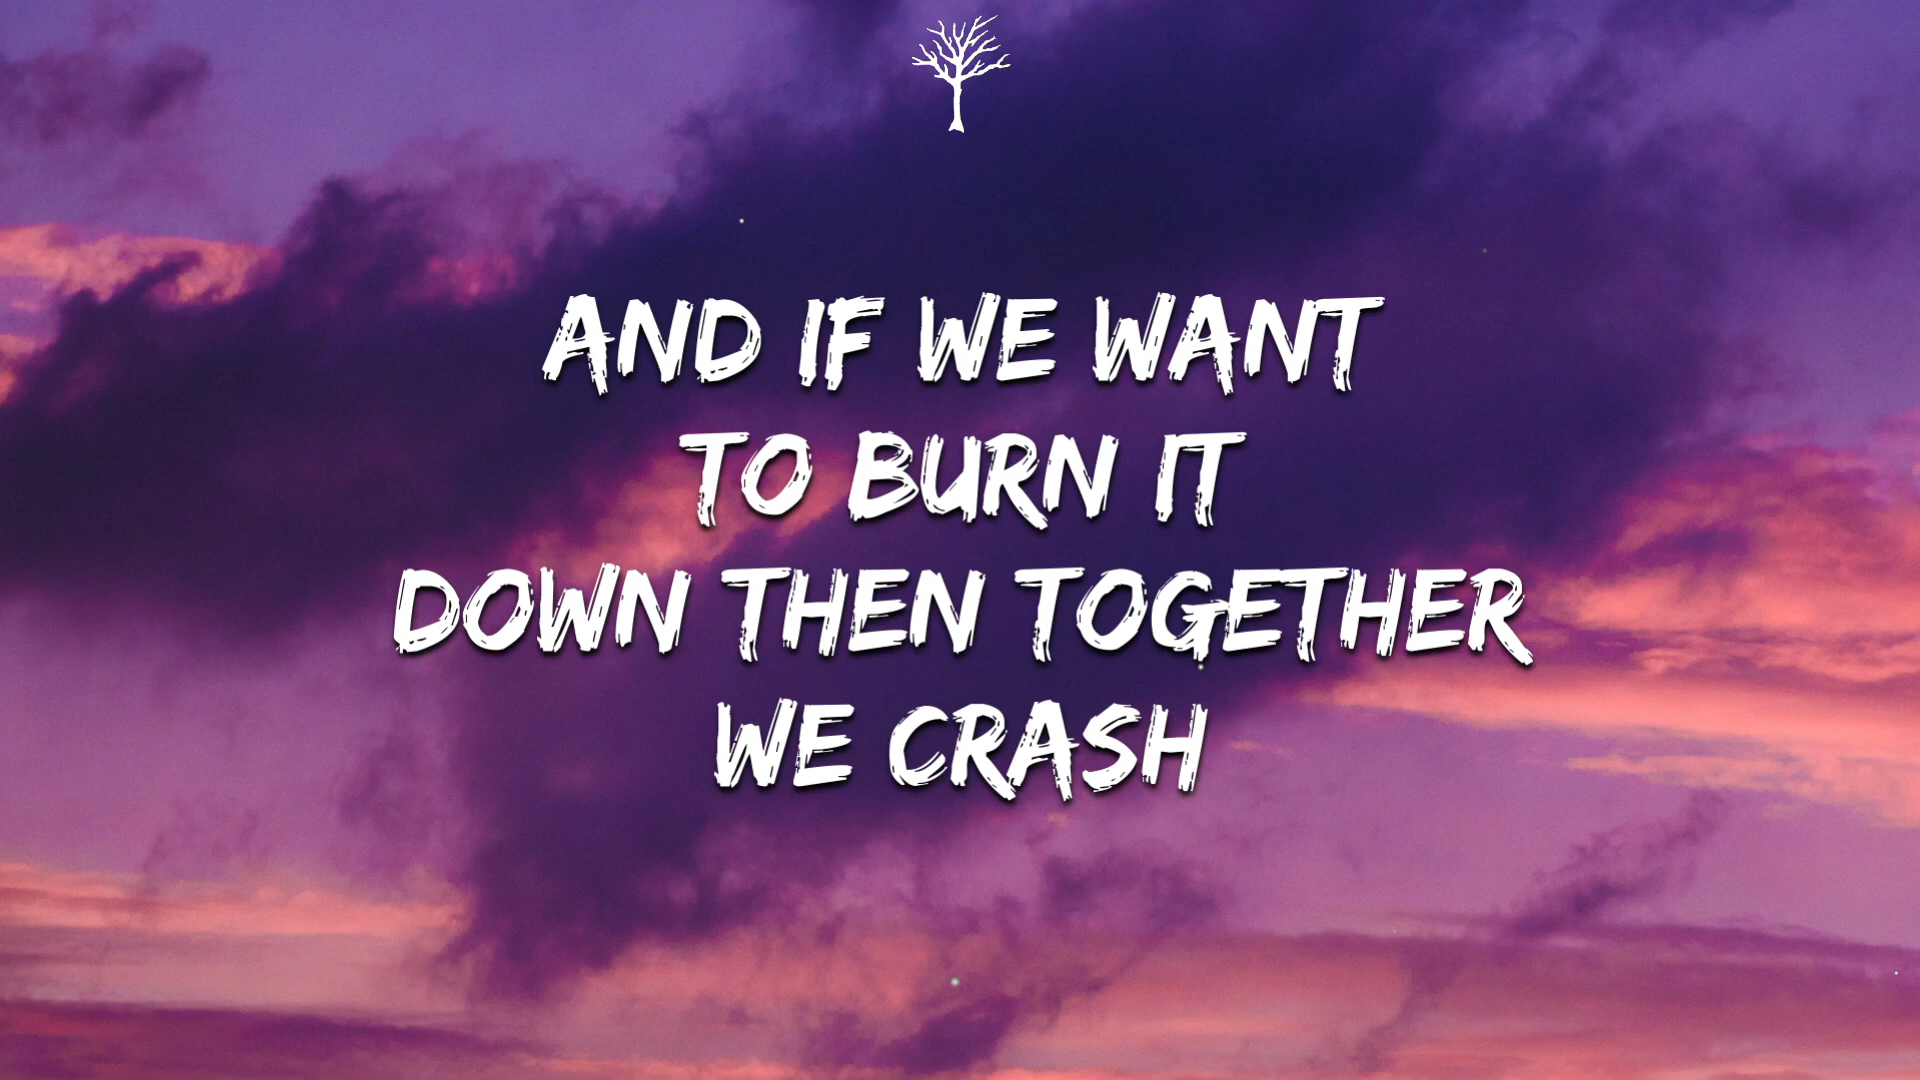 AND IF WE WANT
TO BURN IT
DOWN THEN TOGETHER
WE CRASH